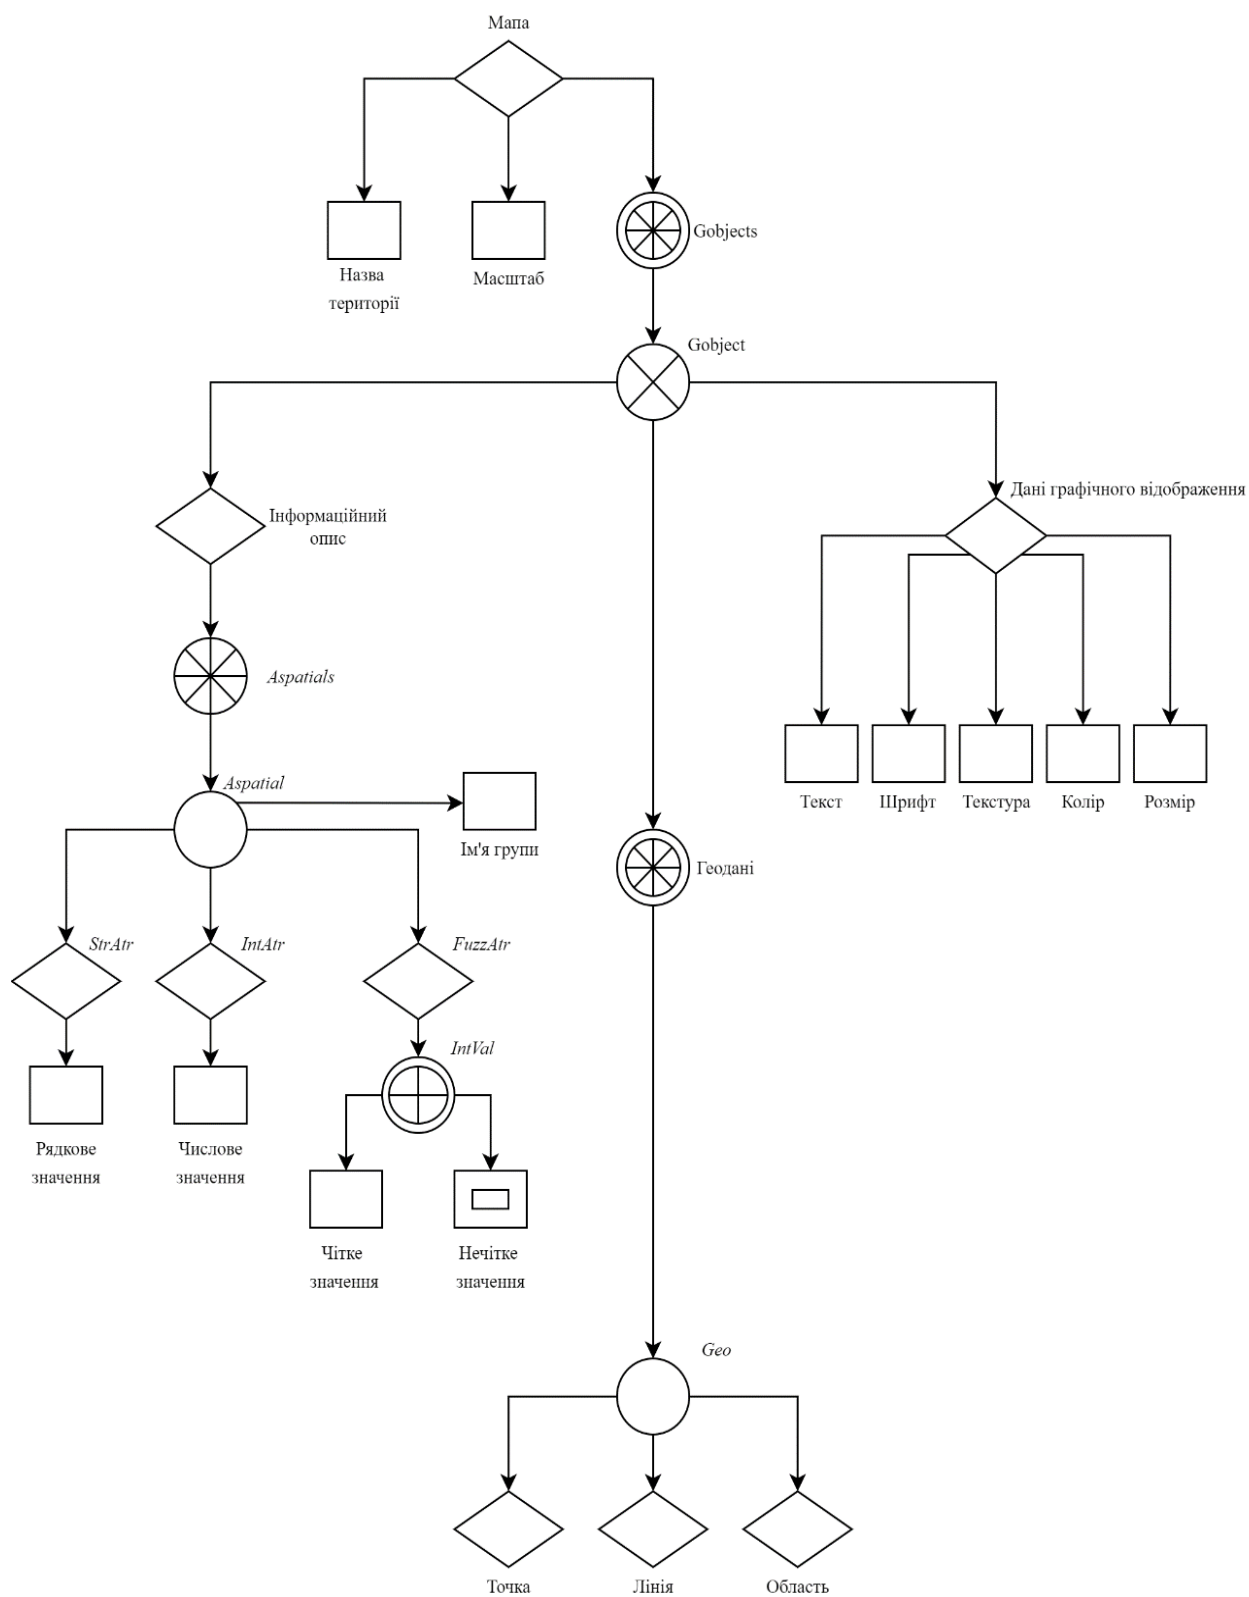 Мапа
Gobjects
Назва
території
Масштаб
Gobject
Дані графічного відображення
Інформаційний
опис
Aspatials
Aspatial
Текст
Шрифт
Текстура
Колір
Розмір
Ім'я групи
Геодані
StrAtr
IntAtr
FuzzAtr
IntVal
Рядкове
значення
Числове
значення
Чітке
значення
Нечітке
значення
Geo
Точка
Лінія
Область